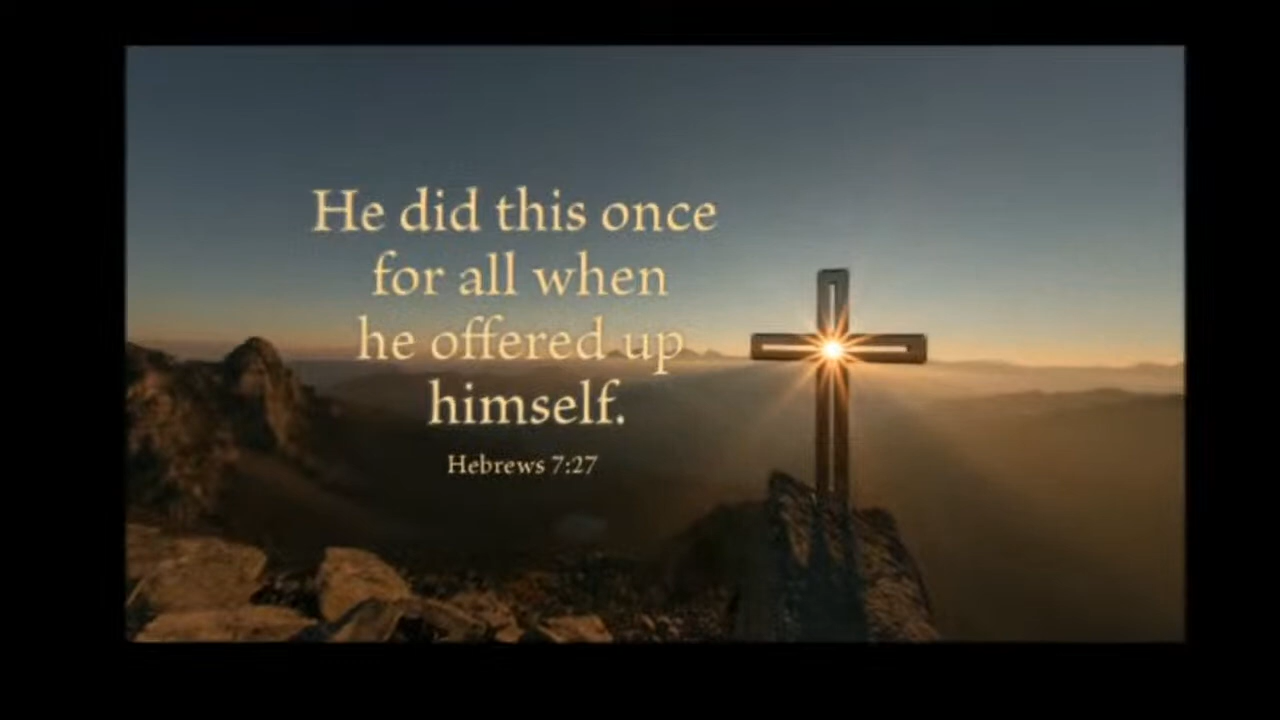 He did this once
for all when
he offered up
himself.
Hebrews 7:27